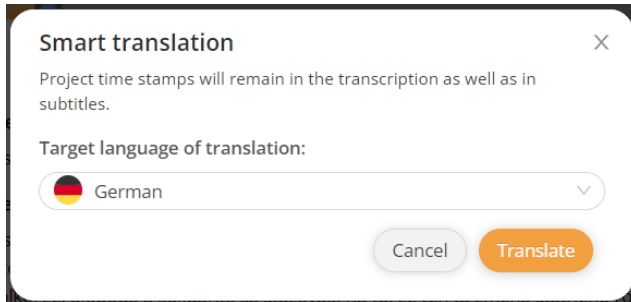 Smart translation
Project time stamps will remain in the transcription as well as in
subtitles.
Target language of translation:
German
Cancel Translate